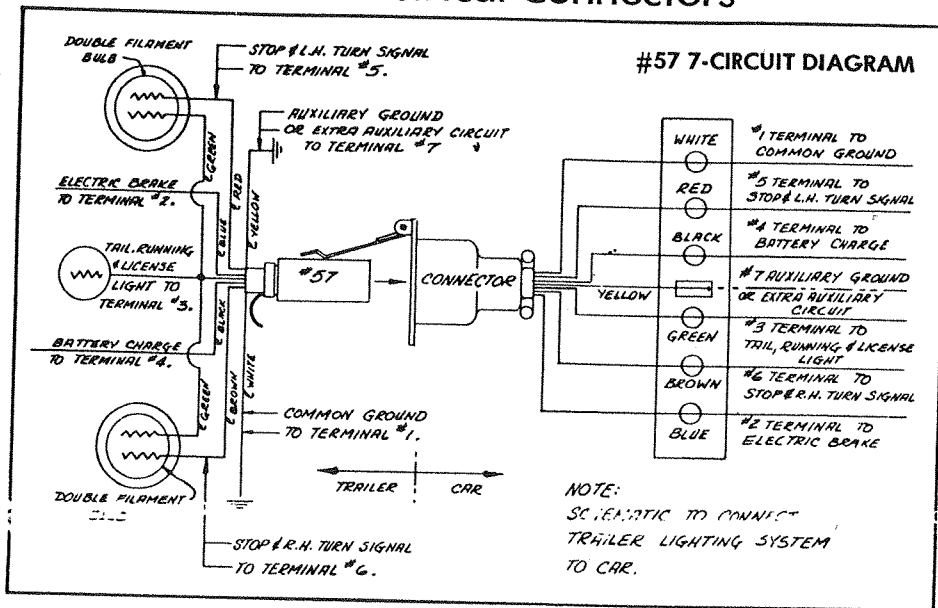 Connectors
#57 7-CIRCUIT DIAGRAM
DOUBLE FILAMENT
BULB
STOP & L.H. TURN SIGNAL
TO TERMINAL #5.
AUXILIARY GROUND
OR EXTRA AUXILIARY CIRCUIT
TO TERMINAL #7
GREEN
RED
YELLOW
ELECTRIC BRAKE
TO TERMINAL #2.
BLUE
TAIL, RUNNING
& LICENSE
LIGHT TO
TERMINAL #3.
BLACK
BATTERY CHARGE
TO TERMINAL #4.
GREEN
BROWN
WHITE
COMMON GROUND
TO TERMINAL #1.
DOUBLE FILAMENT
STOP & R.H. TURN SIGNAL
TO TERMINAL #6.
#57
CONNECTOR
TRAILER
CAR
WHITE
#1 TERMINAL TO
COMMON GROUND
RED
#5 TERMINAL TO
STOP & L.H. TURN SIGNAL
BLACK
#4 TERMINAL TO
BATTERY CHARGE
YELLOW
#7 AUXILIARY GROUND
OR EXTRA AUXILIARY
CIRCUIT
GREEN
#3 TERMINAL TO
TAIL, RUNNING & LICENSE
LIGHT
BROWN
#6 TERMINAL TO
STOP & R.H. TURN SIGNAL
BLUE
#2 TERMINAL TO
ELECTRIC BRAKE
NOTE:
SCHEMATIC TO CONNECT
TRAILER LIGHTING SYSTEM
TO CAR.